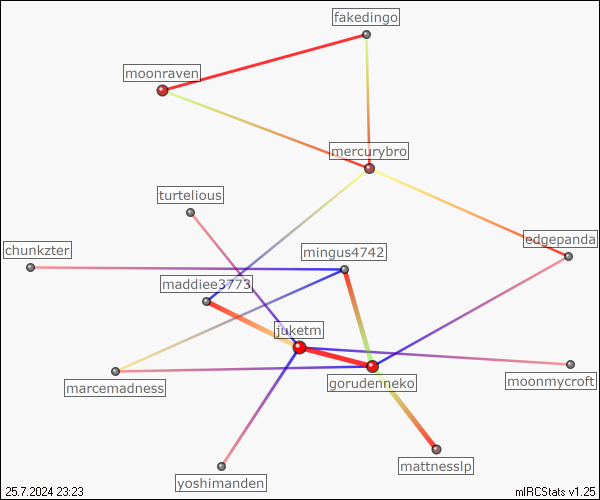 fakedingo
moonraven
mercurybro
turtelious
edgepanda
chunkzter
mingus4742
maddiee3773
juketm
marcemadness
gorudenneko
moonmycroft
mattnesslp
yoshimanden
25.7.2024 23:23
mIRCStats v1.25